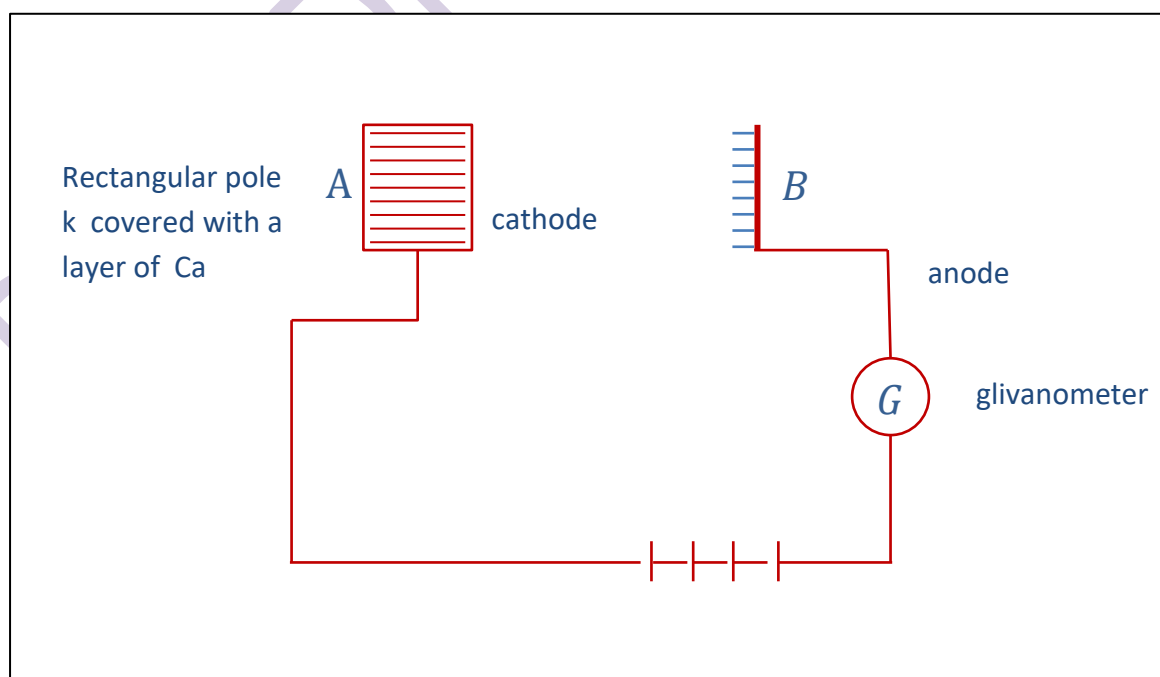 Rectangular pole
k covered with a
layer of Ca
A
cathode
B
anode
G
glivanometer